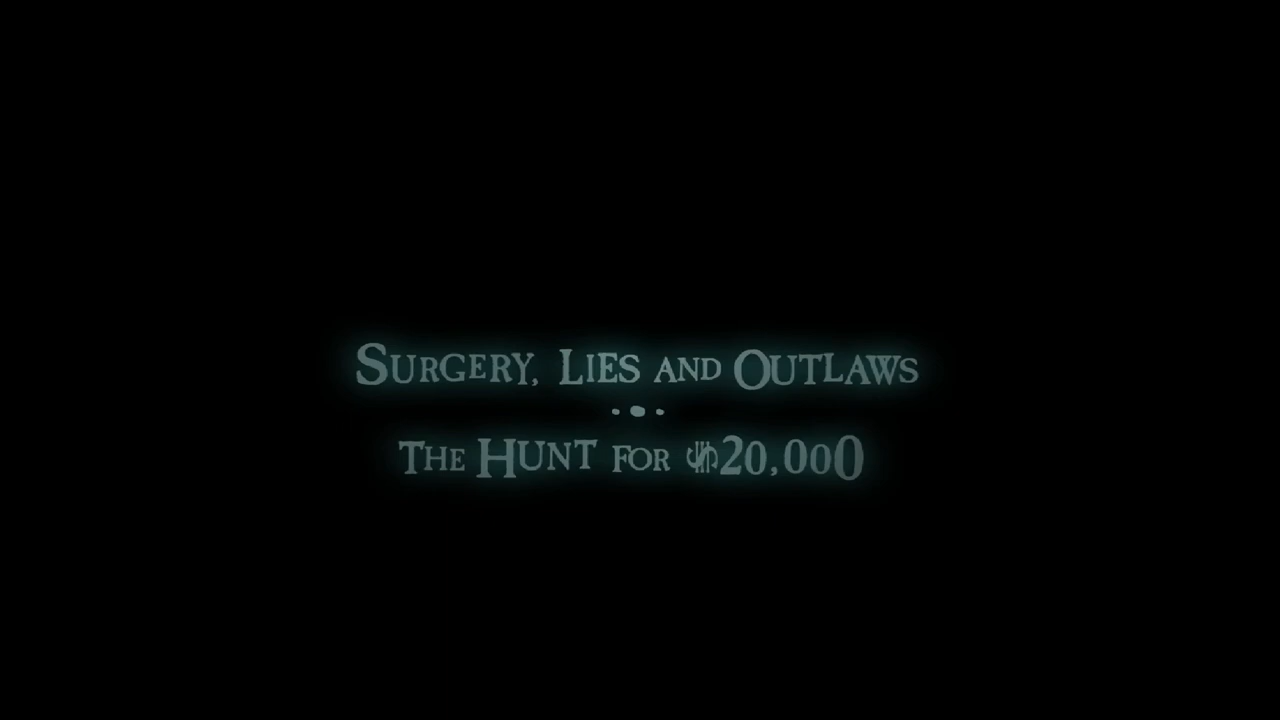 Surgery, Lies and Outlaws
The Hunt for $20,000